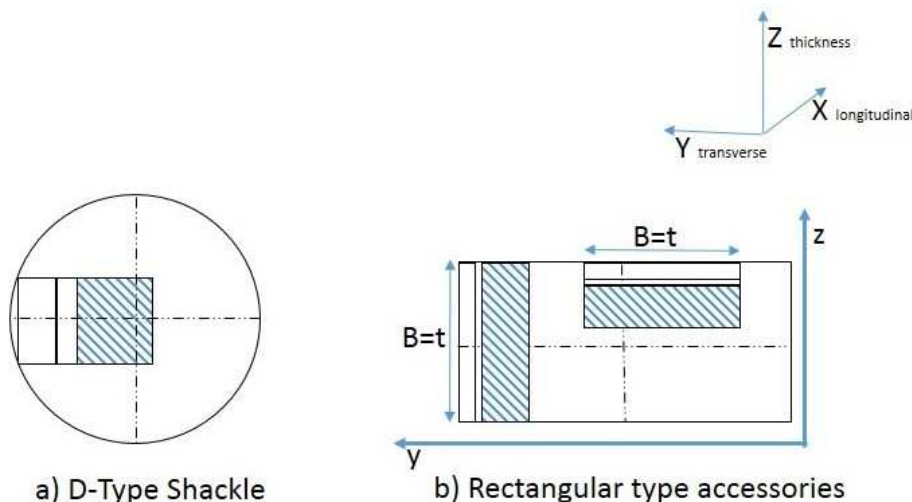 Z thickness
X longitudinal
Y transverse
B=t
z
B=t
y
a) D-Type Shackle
b) Rectangular type accessories